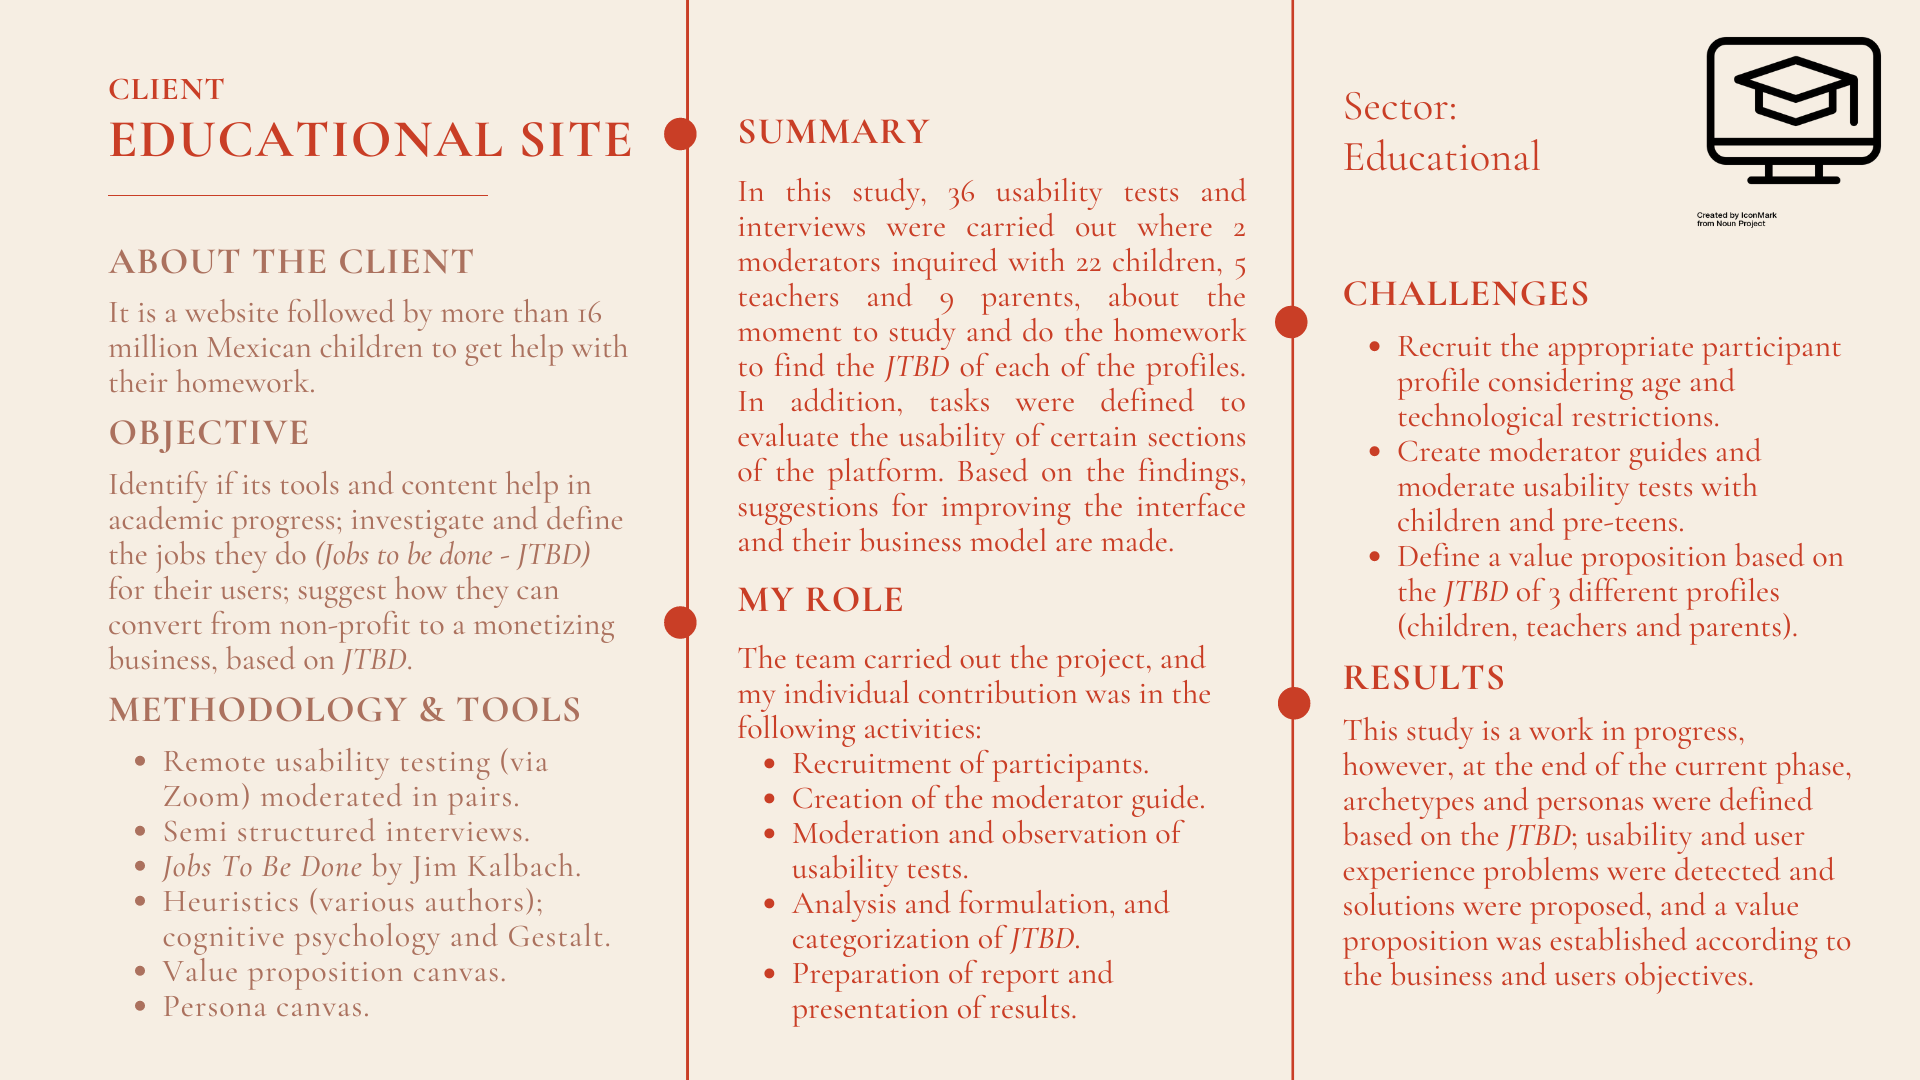 CLIENT
EDUCATIONAL SITE
ABOUT THE CLIENT
It is a website followed by more than 16
million Mexican children to get help with
their homework.
OBJECTIVE
Identify if its tools and content help in
academic progress; investigate and define
the jobs they do (Jobs to be done - JTBD)
for their users; suggest how they can
convert from non-profit to a monetizing
business, based on JTBD.
METHODOLOGY & TOOLS
• Remote usability testing (via
Zoom) moderated in pairs.
• Semi structured interviews.
• Jobs To Be Done by Jim Kalbach.
• Heuristics (various authors);
cognitive psychology and Gestalt.
• Value proposition canvas.
• Persona canvas.
SUMMARY
In this study, 36 usability tests and
interviews were carried out where 2
moderators inquired with 22 children, 5
teachers and 9 parents, about the
moment to study and do the homework
to find the JTBD of each of the profiles.
In addition, tasks were defined to
evaluate the usability of certain sections
of the platform. Based on the findings,
suggestions for improving the interface
and their business model are made.
MY ROLE
The team carried out the project, and
my individual contribution was in the
following activities:
• Recruitment of participants.
• Creation of the moderator guide.
• Moderation and observation of
usability tests.
• Analysis and formulation, and
categorization of JTBD.
• Preparation of report and
presentation of results.
Sector:
Educational
Created by IconMark
from Noun Project
CHALLENGES
• Recruit the appropriate participant
profile considering age and
technological restrictions.
• Create moderator guides and
moderate usability tests with
children and pre-teens.
• Define a value proposition based on
the JTBD of 3 different profiles
(children, teachers and parents).
RESULTS
This study is a work in progress,
however, at the end of the current phase,
archetypes and personas were defined
based on the JTBD; usability and user
experience problems were detected and
solutions were proposed, and a value
proposition was established according to
the business and users objectives.